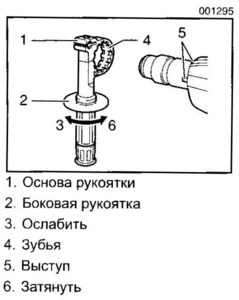 001295
1
4
5
2
3
6
1. Основа рукоятки
2. Боковая рукоятка
3. Ослабить
4. Зубья
5. Выступ
6. Затянуть